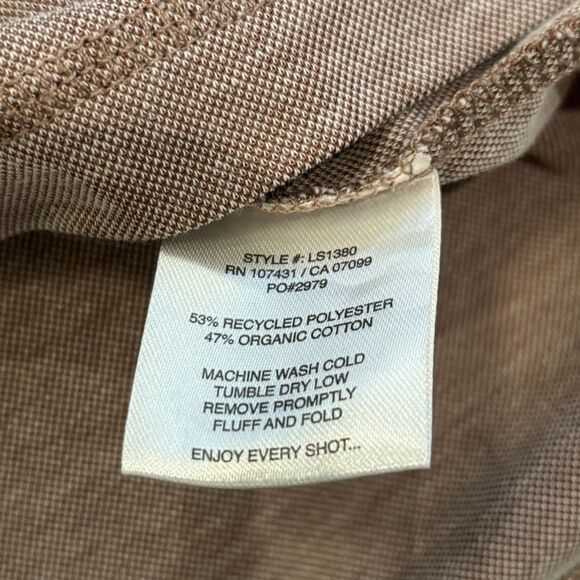 STYLE #: LS1380
RN 107431 / CA 07099
PO#2979
53% RECYCLED POLYESTER
47% ORGANIC COTTON
MACHINE WASH COLD
TUMBLE DRY LOW
REMOVE PROMPTLY
FLUFF AND FOLD
ENJOY EVERY SHOT...